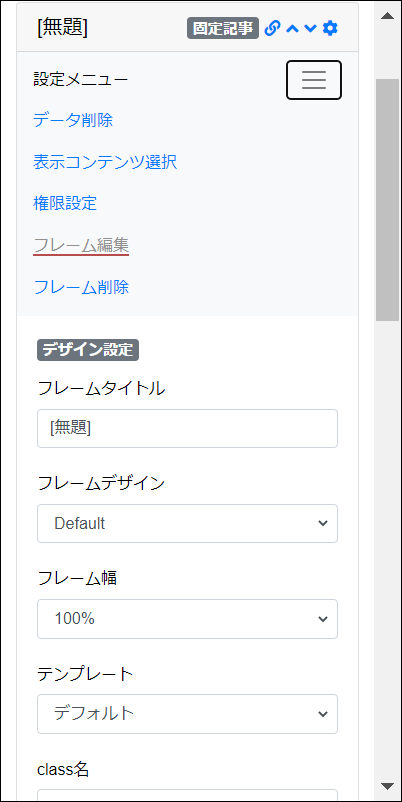 [無題] 固定記事
設定メニュー
データ削除
表示コンテンツ選択
権限設定
フレーム編集
フレーム削除
デザイン設定
フレームタイトル
[無題]
フレームデザイン
Default
フレーム幅
100%
テンプレート
デフォルト
class名